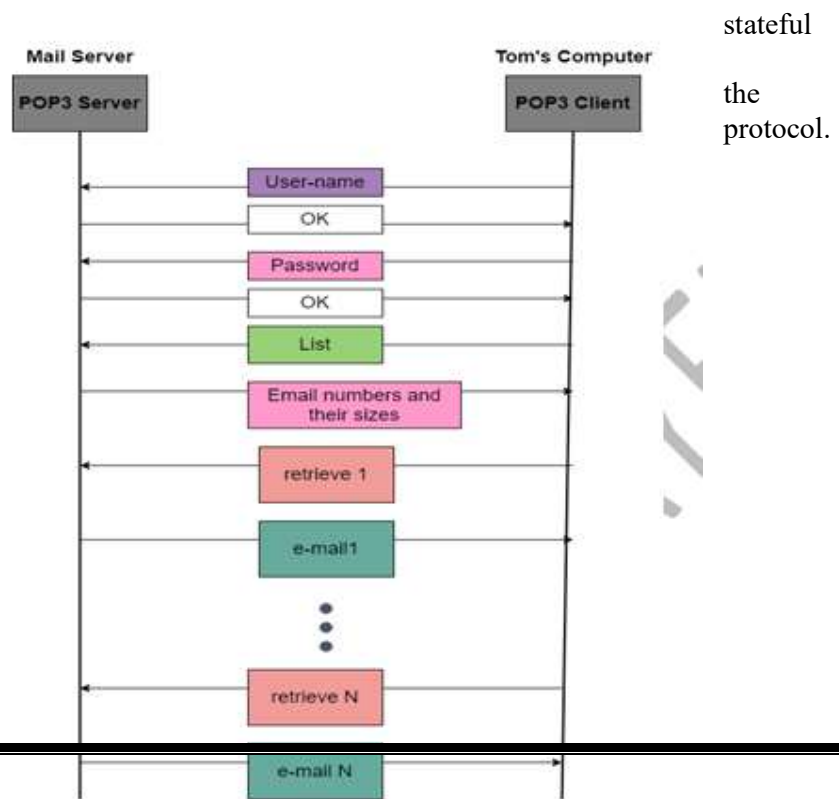 stateful
the
protocol.
Mail Server
Tom's Computer
POP3 Server
POP3 Client
User-name
OK
Password
OK
List
Email numbers and
their sizes
retrieve 1
e-mail1
retrieve N
e-mail N